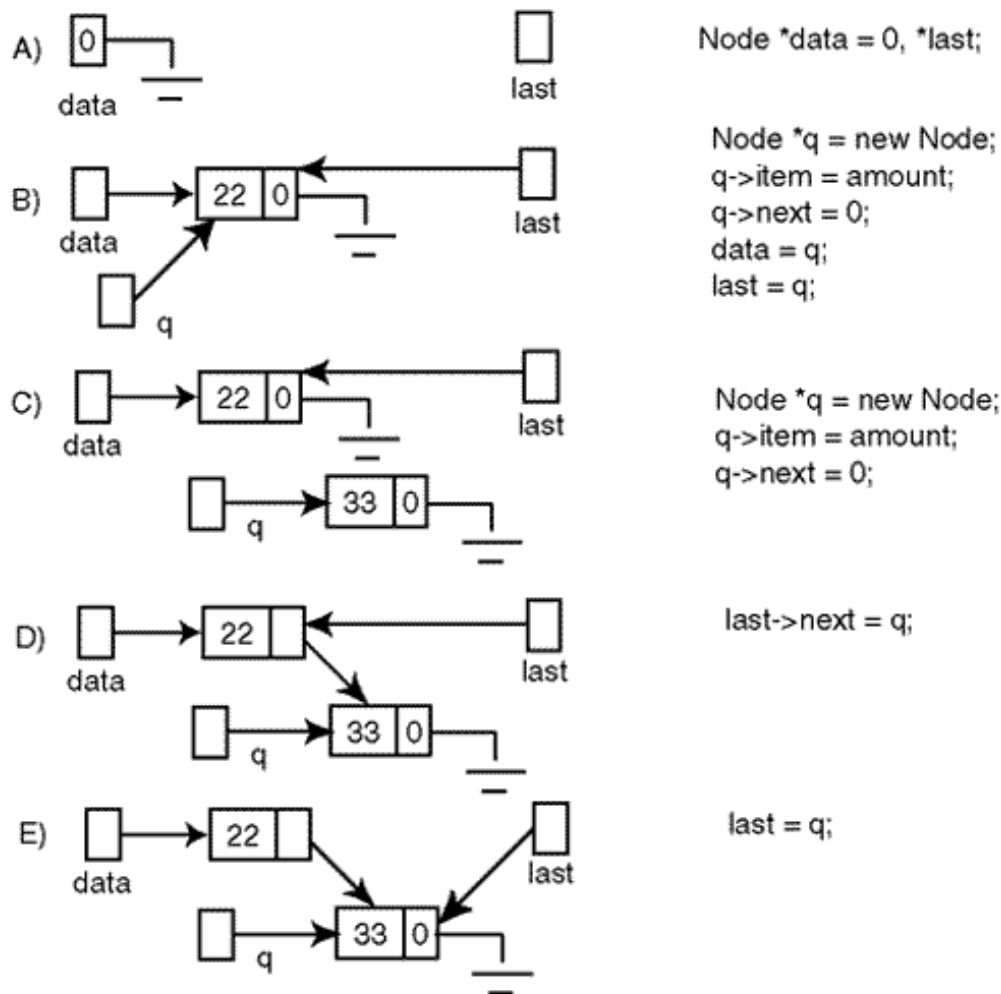 A) 0 Node *data = 0, *last;
data last
Node *q = new Node;
B) 22 0 q->item = amount;
data last q->next = 0;
data = q;
q last = q;
C) 22 0 Node *q = new Node;
data last q->item = amount;
q->next = 0;
q 33 0
D) 22 last->next = q;
data last
q 33 0
E) 22 last = q;
data last
q 33 0